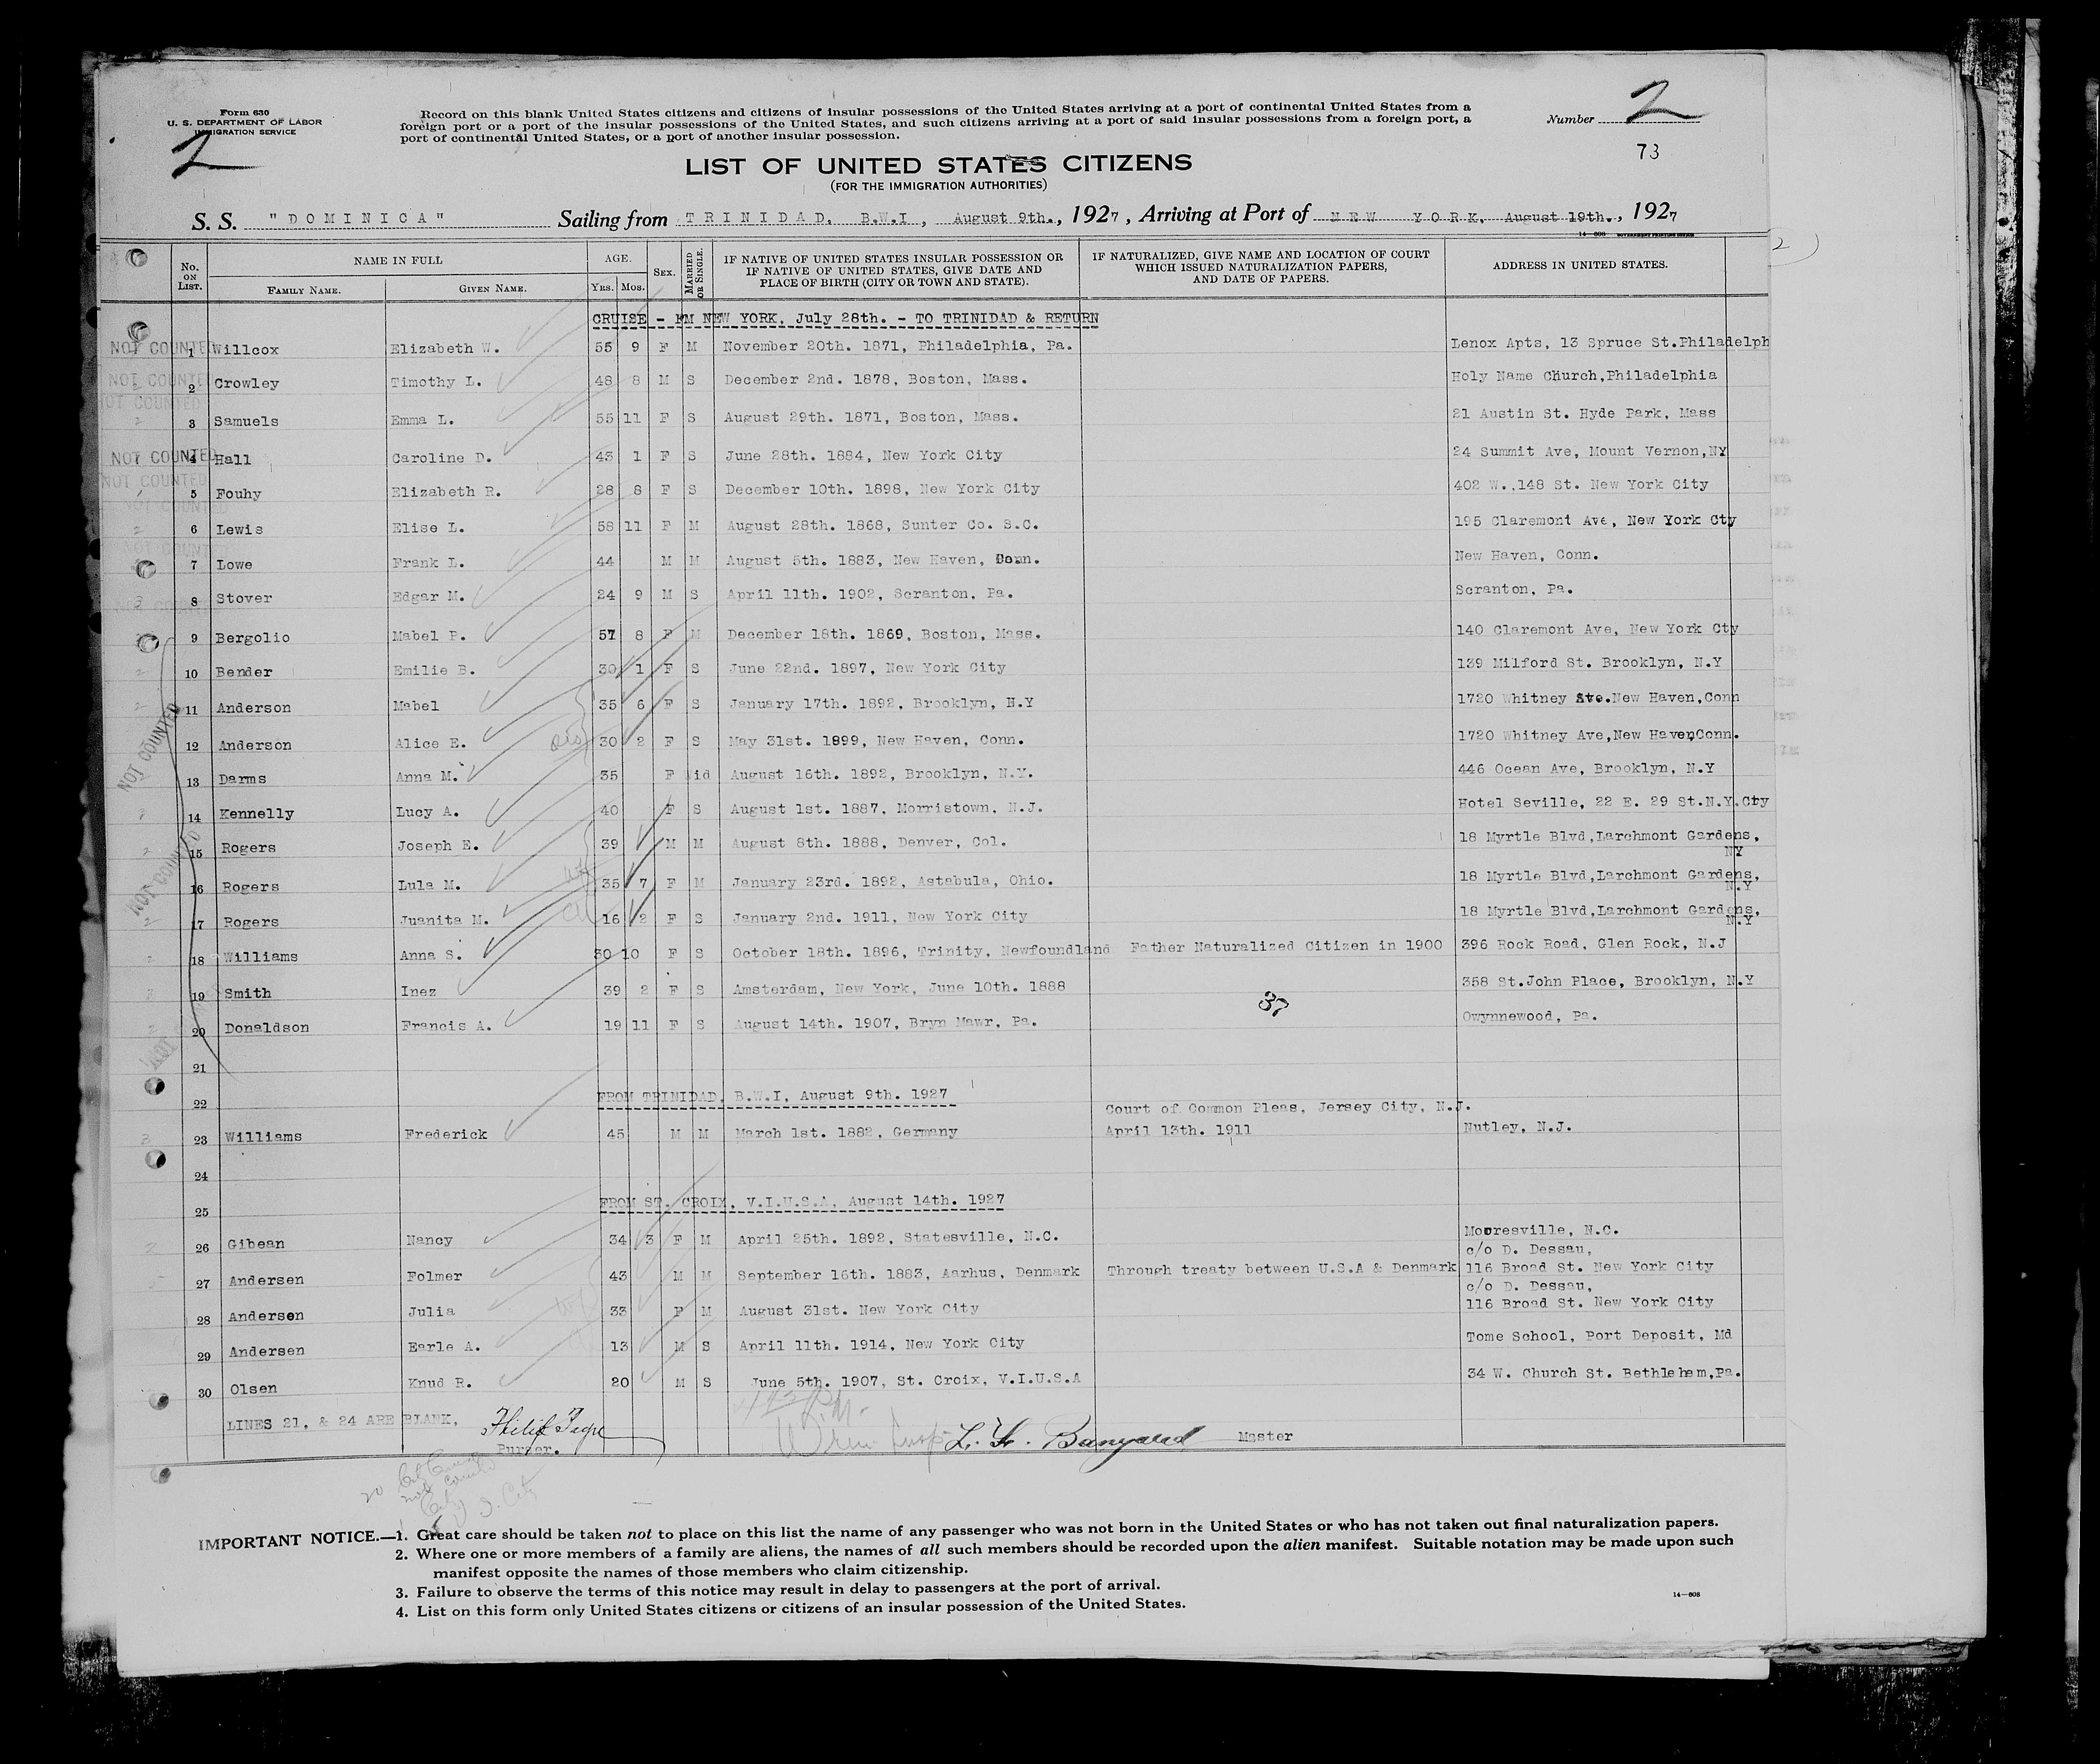 Form 630
U. S. DEPARTMENT OF LABOR
IMMIGRATION SERVICE
2
Record on this blank United States citizens and citizens of insular possessions of the United States arriving at a port of continental United States from a
foreign port or a port of the insular possessions of the United States, and such citizens arriving at a port of said insular possessions from a foreign port, a
port of continental United States, or a port of another insular possession.
Number 2
73
LIST OF UNITED STATES CITIZENS
(FOR THE IMMIGRATION AUTHORITIES)
S. S. "DOMINICA" Sailing from TRINIDAD, B.W.I, August 9th., 1927, Arriving at Port of NEW YORK, August 19th., 1927
14—608 GOVERNMENT PRINTING OFFICE
No. ON LIST. NAME IN FULL FAMILY NAME. GIVEN NAME. AGE. YRS. MOS. SEX. MARRIED OR SINGLE. IF NATIVE OF UNITED STATES INSULAR POSSESSION OR IF NATIVE OF UNITED STATES, GIVE DATE AND PLACE OF BIRTH (CITY OR TOWN AND STATE). IF NATURALIZED, GIVE NAME AND LOCATION OF COURT WHICH ISSUED NATURALIZATION PAPERS, AND DATE OF PAPERS. ADDRESS IN UNITED STATES.
CRUISE - FM NEW YORK, July 28th. - TO TRINIDAD & RETURN
NOT COUNTED 1 Willcox Elizabeth W. 55 9 F M November 20th. 1871, Philadelphia, Pa. Lenox Apts, 13 Spruce St.Philadelph
NOT COUNTED 2 Crowley Timothy L. 48 8 M S December 2nd. 1878, Boston, Mass. Holy Name Church,Philadelphia
NOT COUNTED 3 Samuels Emma L. 55 11 F S August 29th. 1871, Boston, Mass. 21 Austin St. Hyde Park, Mass
NOT COUNTED 4 Hall Caroline D. 43 1 F S June 28th. 1884, New York City 24 Summit Ave, Mount Vernon,NY
NOT COUNTED 5 Fouhy Elizabeth R. 28 8 F S December 10th. 1898, New York City 402 W. 148 St. New York City
NOT COUNTED 6 Lewis Elise L. 58 11 F M August 28th. 1868, Sunter Co. S.C. 195 Claremont Ave, New York Cty
7 Lowe Frank L. 44 M M August 5th. 1883, New Haven, Conn. New Haven, Conn.
8 Stover Edgar M. 24 9 M S April 11th. 1902, Scranton, Pa. Scranton, Pa.
9 Bergolio Mabel P. 57 8 F M December 18th. 1869, Boston, Mass. 140 Claremont Ave, New York Cty
10 Bender Emilie B. 30 1 F S June 22nd. 1897, New York City 139 Milford St. Brooklyn, N.Y
11 Anderson Mabel 35 6 F S January 17th. 1892, Brooklyn, N.Y 1720 Whitney Ave.New Haven,Conn
NOT COUNTED 12 Anderson Alice E. 30 2 F S May 31st. 1899, New Haven, Conn. 1720 Whitney Ave,New Haven,Conn.
13 Darms Anna M. 35 F Wid August 16th. 1892, Brooklyn, N.Y. 446 Ocean Ave, Brooklyn, N.Y
14 Kennelly Lucy A. 40 F S August 1st. 1887, Morristown, N.J. Hotel Seville, 22 E. 29 St.N.Y.Cty
15 Rogers Joseph E. 39 M M August 8th. 1888, Denver, Col. 18 Myrtle Blvd,Larchmont Gardens, NY
NOT COUNTED 16 Rogers Lula M. 35 7 F M January 23rd. 1892, Astabula, Ohio. 18 Myrtle Blvd,Larchmont Gardens, N.Y
17 Rogers Juanita M. 16 2 F S January 2nd. 1911, New York City 18 Myrtle Blvd,Larchmont Gardens, N.Y
18 Williams Anna S. 30 10 F S October 18th. 1896, Trinity, Newfoundland Father Naturalized Citizen in 1900 396 Rock Road, Glen Rock, N.J
19 Smith Inez 39 2 F S Amsterdam, New York, June 10th. 1888 358 St.John Place, Brooklyn, N.Y
20 Donaldson Francis A. 19 11 F S August 14th. 1907, Bryn Mawr, Pa. Owynnewood, Pa.
21
22 FROM TRINIDAD, B.W.I, August 9th. 1927
Court of Common Pleas, Jersey City, N.J.
23 Williams Frederick 45 M M March 1st. 1882, Germany April 13th. 1911 Nutley, N.J.
24
25 FROM ST. CROIX, V.I.U.S.A, August 14th. 1927
26 Gibean Nancy 34 3 F M April 25th. 1892, Statesville, N.C. Mooresville, N.C.
c/o D. Dessau,
27 Andersen Folmer 43 M M September 16th. 1883, Aarhus, Denmark Through treaty between U.S.A & Denmark 116 Broad St. New York City
c/o D. Dessau,
28 Andersen Julia 33 F M August 31st. New York City 116 Broad St. New York City
29 Andersen Earle A. 13 M S April 11th. 1914, New York City Tome School, Port Deposit, Md
30 Olsen Knud R. 20 M S June 5th. 1907, St. Croix, V.I.U.S.A 34 W. Church St. Bethlehem,Pa.
LINES 21, & 24 ARE BLANK,
Purser. Master
IMPORTANT NOTICE.—1. Great care should be taken not to place on this list the name of any passenger who was not born in the United States or who has not taken out final naturalization papers.
2. Where one or more members of a family are aliens, the names of all such members should be recorded upon the alien manifest. Suitable notation may be made upon such
manifest opposite the names of those members who claim citizenship.
3. Failure to observe the terms of this notice may result in delay to passengers at the port of arrival.
4. List on this form only United States citizens or citizens of an insular possession of the United States.
14—608